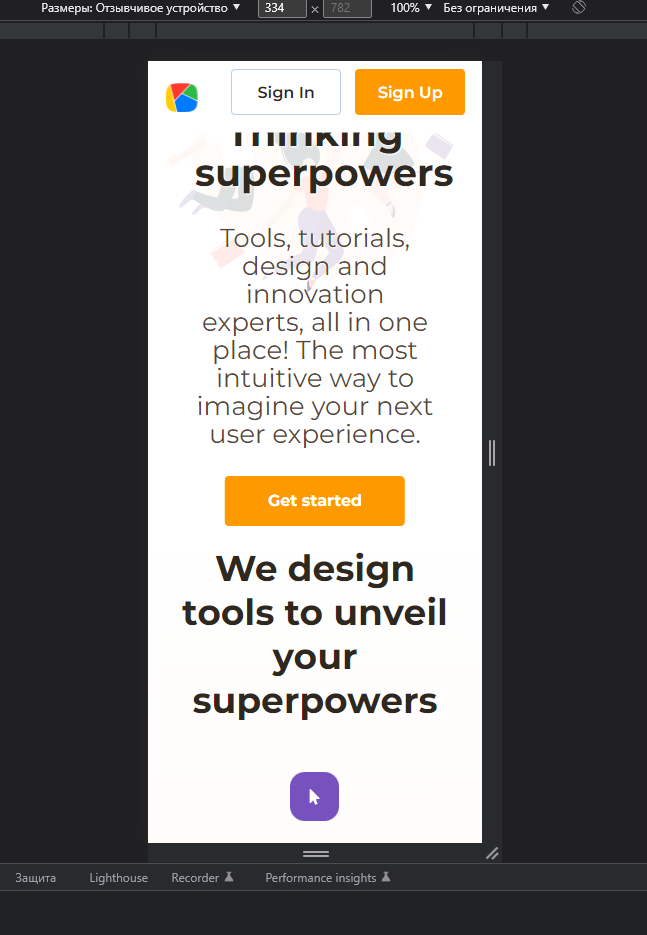 Размеры: Отзывчивое устройство ▼ 334 × 782 100% ▼ Без ограничения ▼
Sign In Sign Up
Thinking
superpowers
Tools, tutorials,
design and
innovation
experts, all in one
place! The most
intuitive way to
imagine your next
user experience.
Get started
We design
tools to unveil
your
superpowers
Защита Lighthouse Recorder Performance insights